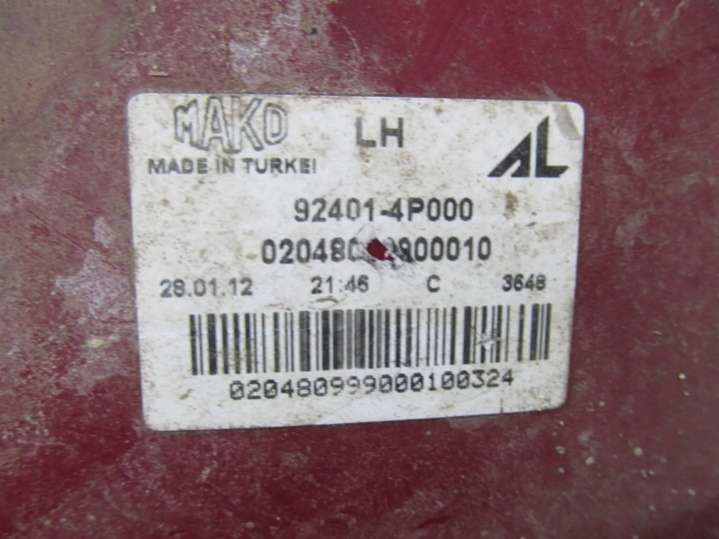 MAKO LH AL
MADE IN TURKEI
92401-4P000
28.01.12 21:46 C 3648
020480999000100324